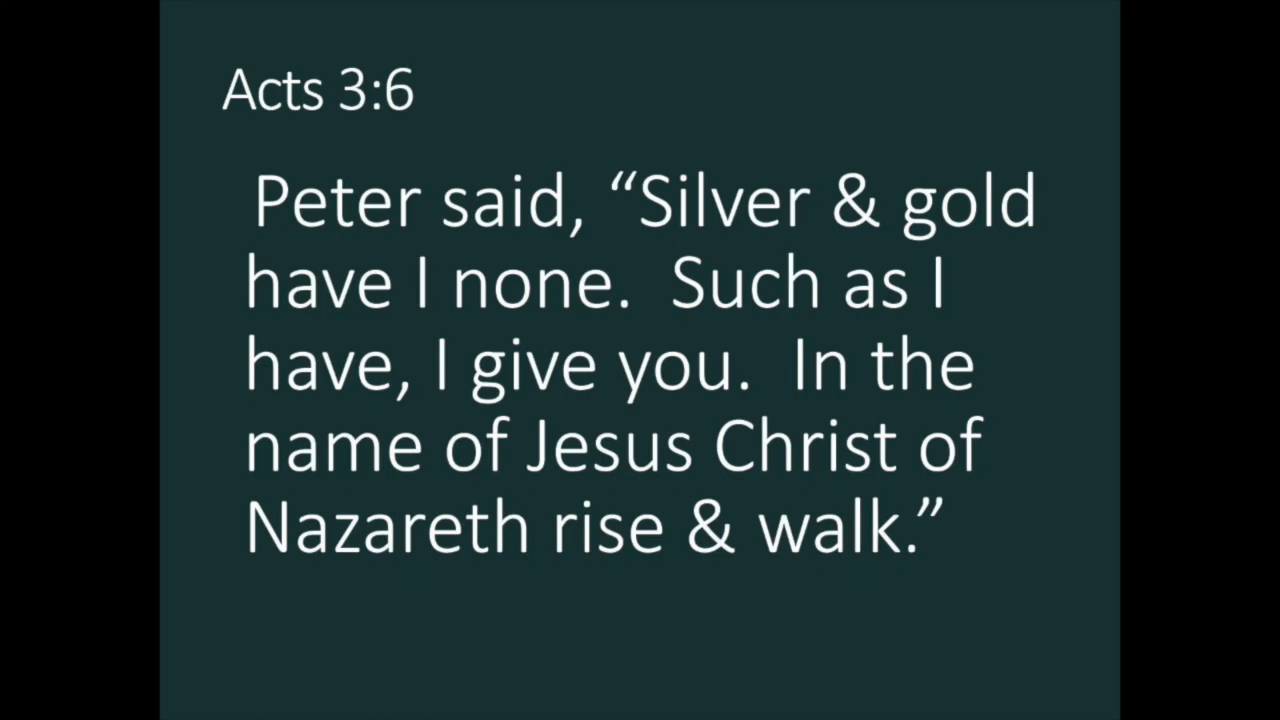 Acts 3:6
Peter said, “Silver & gold
have I none.  Such as I
have, I give you.  In the
name of Jesus Christ of
Nazareth rise & walk.”